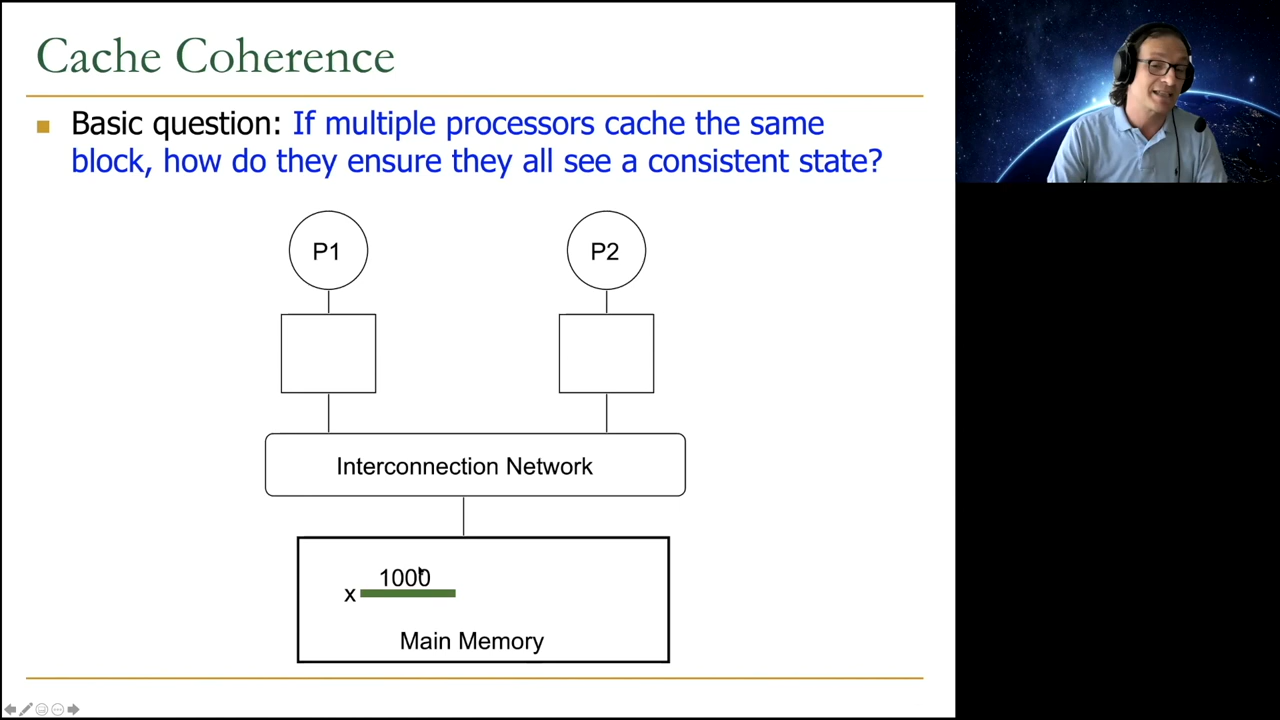 Cache Coherence
Basic question: If multiple processors cache the same
block, how do they ensure they all see a consistent state?
P1
P2
Interconnection Network
1000
x
Main Memory